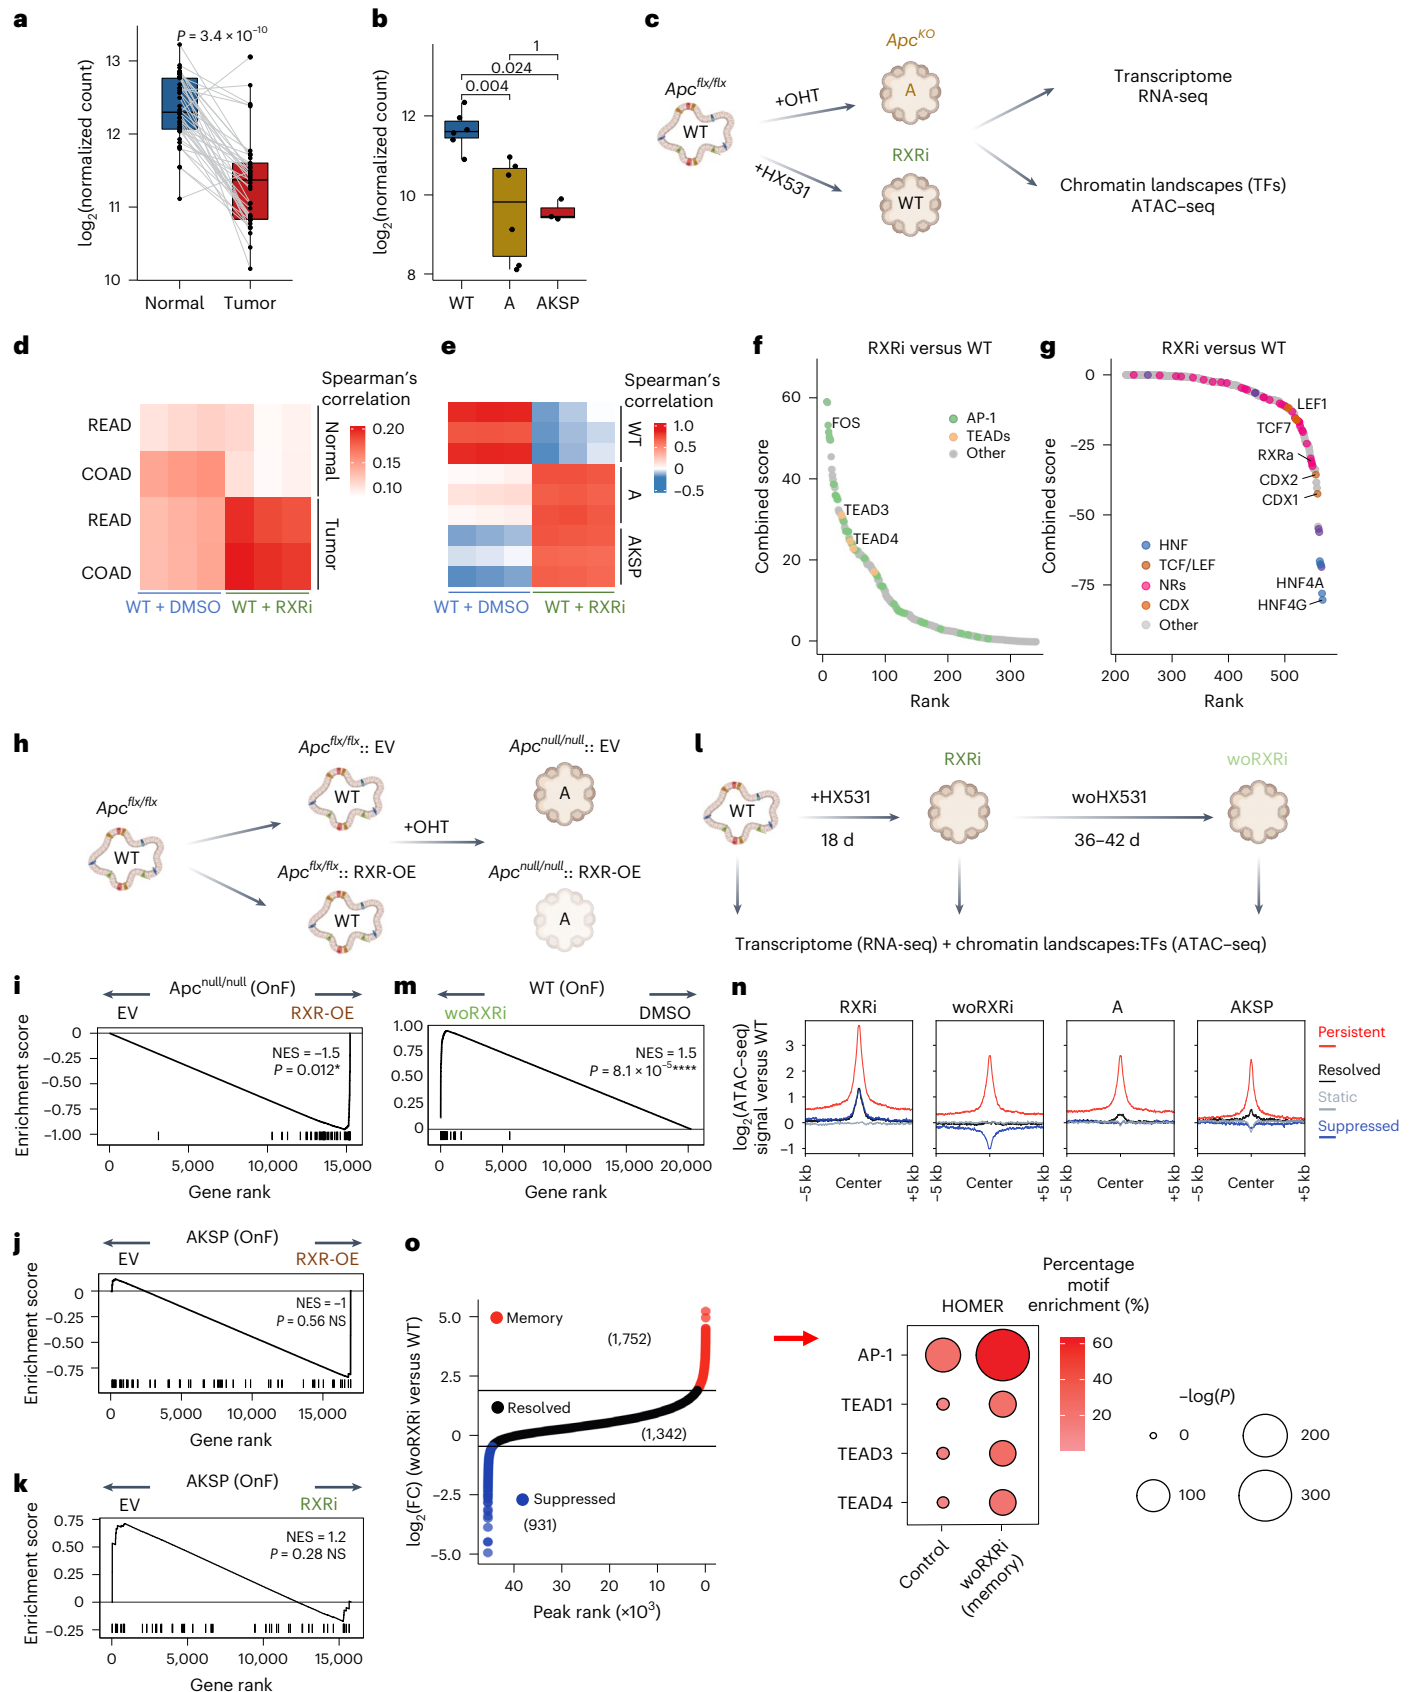 a
P = 3.4 × 10–10
log2(normalized count)
13
12
11
10
Normal
Tumor
b
1
0.024
0.004
log2(normalized count)
12
10
8
WT
A
AKSP
c
Apcflx/flx
WT
+OHT
+HX531
ApcKO
A
RXRi
WT
Transcriptome
RNA-seq
Chromatin landscapes (TFs)
ATAC–seq
d
READ
COAD
READ
COAD
Normal
Tumor
WT + DMSO
WT + RXRi
Spearman's
correlation
0.20
0.15
0.10
e
WT
A
AKSP
WT + DMSO
WT + RXRi
Spearman's
correlation
1.0
0.5
0
−0.5
f
RXRi versus WT
Combined score
60
40
20
0
FOS
TEAD3
TEAD4
AP-1
TEADs
Other
0
100
200
300
Rank
g
RXRi versus WT
Combined score
0
−25
−50
−75
LEF1
TCF7
RXRa
CDX2
CDX1
HNF4A
HNF4G
HNF
TCF/LEF
NRs
CDX
Other
200
300
400
500
Rank
h
Apcflx/flx
WT
Apcflx/flx:: EV
WT
Apcflx/flx:: RXR-OE
WT
+OHT
Apcnull/null:: EV
A
Apcnull/null:: RXR-OE
A
l
WT
+HX531
18 d
RXRi
woHX531
36–42 d
woRXRi
Transcriptome (RNA-seq) + chromatin landscapes:TFs (ATAC–seq)
i
Apcnull/null (OnF)
EV
RXR-OE
Enrichment score
0
−0.25
−0.50
−0.75
−1.00
NES = −1.5
P = 0.012*
0
5,000
10,000
15,000
Gene rank
m
WT (OnF)
woRXRi
DMSO
1.00
0.75
0.50
0.25
0
NES = 1.5
P = 8.1 × 10−5****
0
5,000
10,000
15,000
20,000
Gene rank
n
log2(ATAC–seq)
signal versus WT
3
2
1
0
−1
RXRi
woRXRi
A
AKSP
−5 kb
Center
+5 kb
−5 kb
Center
+5 kb
−5 kb
Center
+5 kb
−5 kb
Center
+5 kb
Persistent
Resolved
Static
Suppressed
j
AKSP (OnF)
EV
RXR-OE
Enrichment score
0
−0.25
−0.50
−0.75
NES = −1
P = 0.56 NS
0
5,000
10,000
15,000
Gene rank
k
AKSP (OnF)
EV
RXRi
Enrichment score
0.75
0.50
0.25
0
−0.25
NES = 1.2
P = 0.28 NS
0
5,000
10,000
15,000
Gene rank
o
log2(FC) (woRXRi versus WT)
5.0
2.5
0
−2.5
−5.0
Memory
(1,752)
Resolved
(1,342)
Suppressed
(931)
40
30
20
10
0
Peak rank (×103)
HOMER
AP-1
TEAD1
TEAD3
TEAD4
Control
woRXRi
(memory)
Percentage
motif
enrichment (%)
60
40
20
–log(P)
0
200
100
300